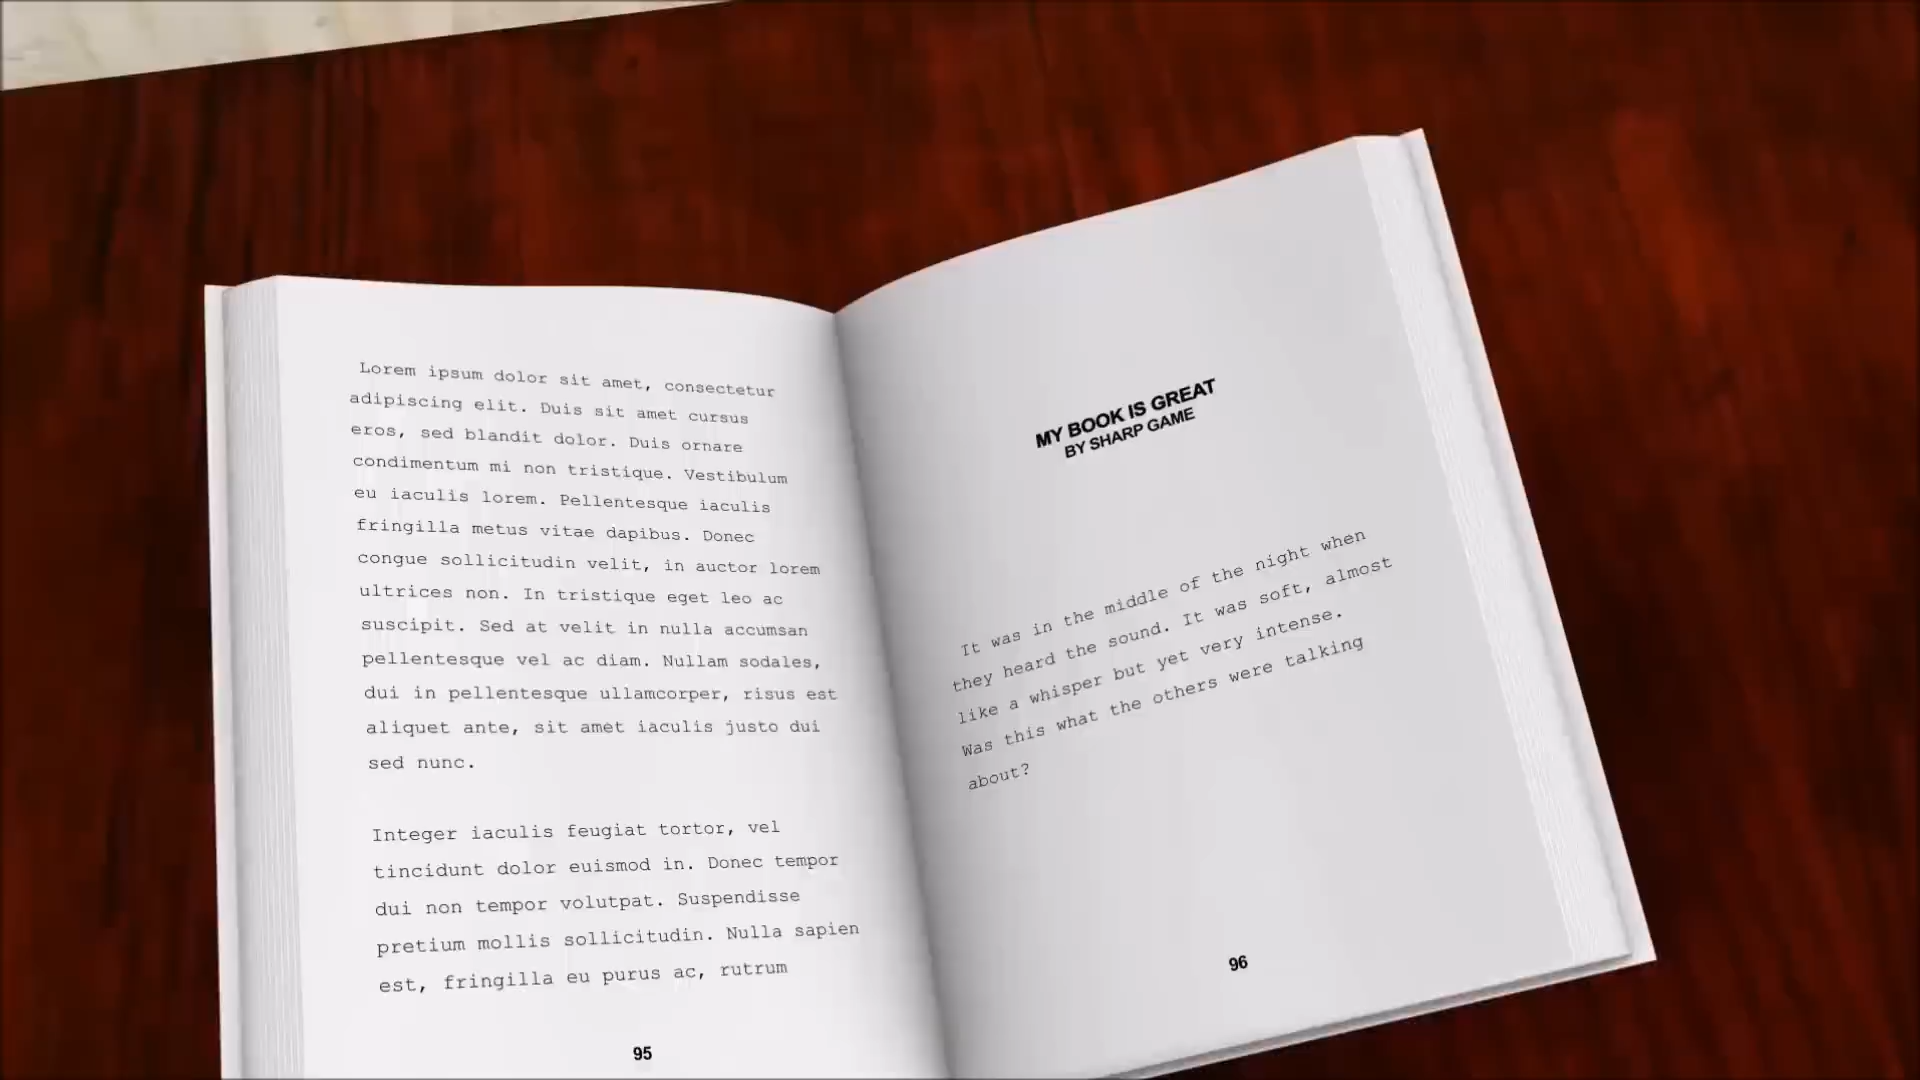 Lorem ipsum dolor sit amet, consectetur
adipiscing elit. Duis sit amet cursus
eros, sed blandit dolor. Duis ornare
condimentum mi non tristique. Vestibulum
eu iaculis lorem. Pellentesque iaculis
fringilla metus vitae dapibus. Donec
congue sollicitudin velit, in auctor lorem
ultrices non. In tristique eget leo ac
suscipit. Sed at velit in nulla accumsan
pellentesque vel ac diam. Nullam sodales,
dui in pellentesque ullamcorper, risus est
aliquet ante, sit amet iaculis justo dui
sed nunc.
Integer iaculis feugiat tortor, vel
tincidunt dolor euismod in. Donec tempor
dui non tempor volutpat. Suspendisse
pretium mollis sollicitudin. Nulla sapien
est, fringilla eu purus ac, rutrum
95
MY BOOK IS GREAT
BY SHARP GAME
It was in the middle of the night when
they heard the sound. It was soft, almost
like a whisper but yet very intense.
Was this what the others were talking
about?
96